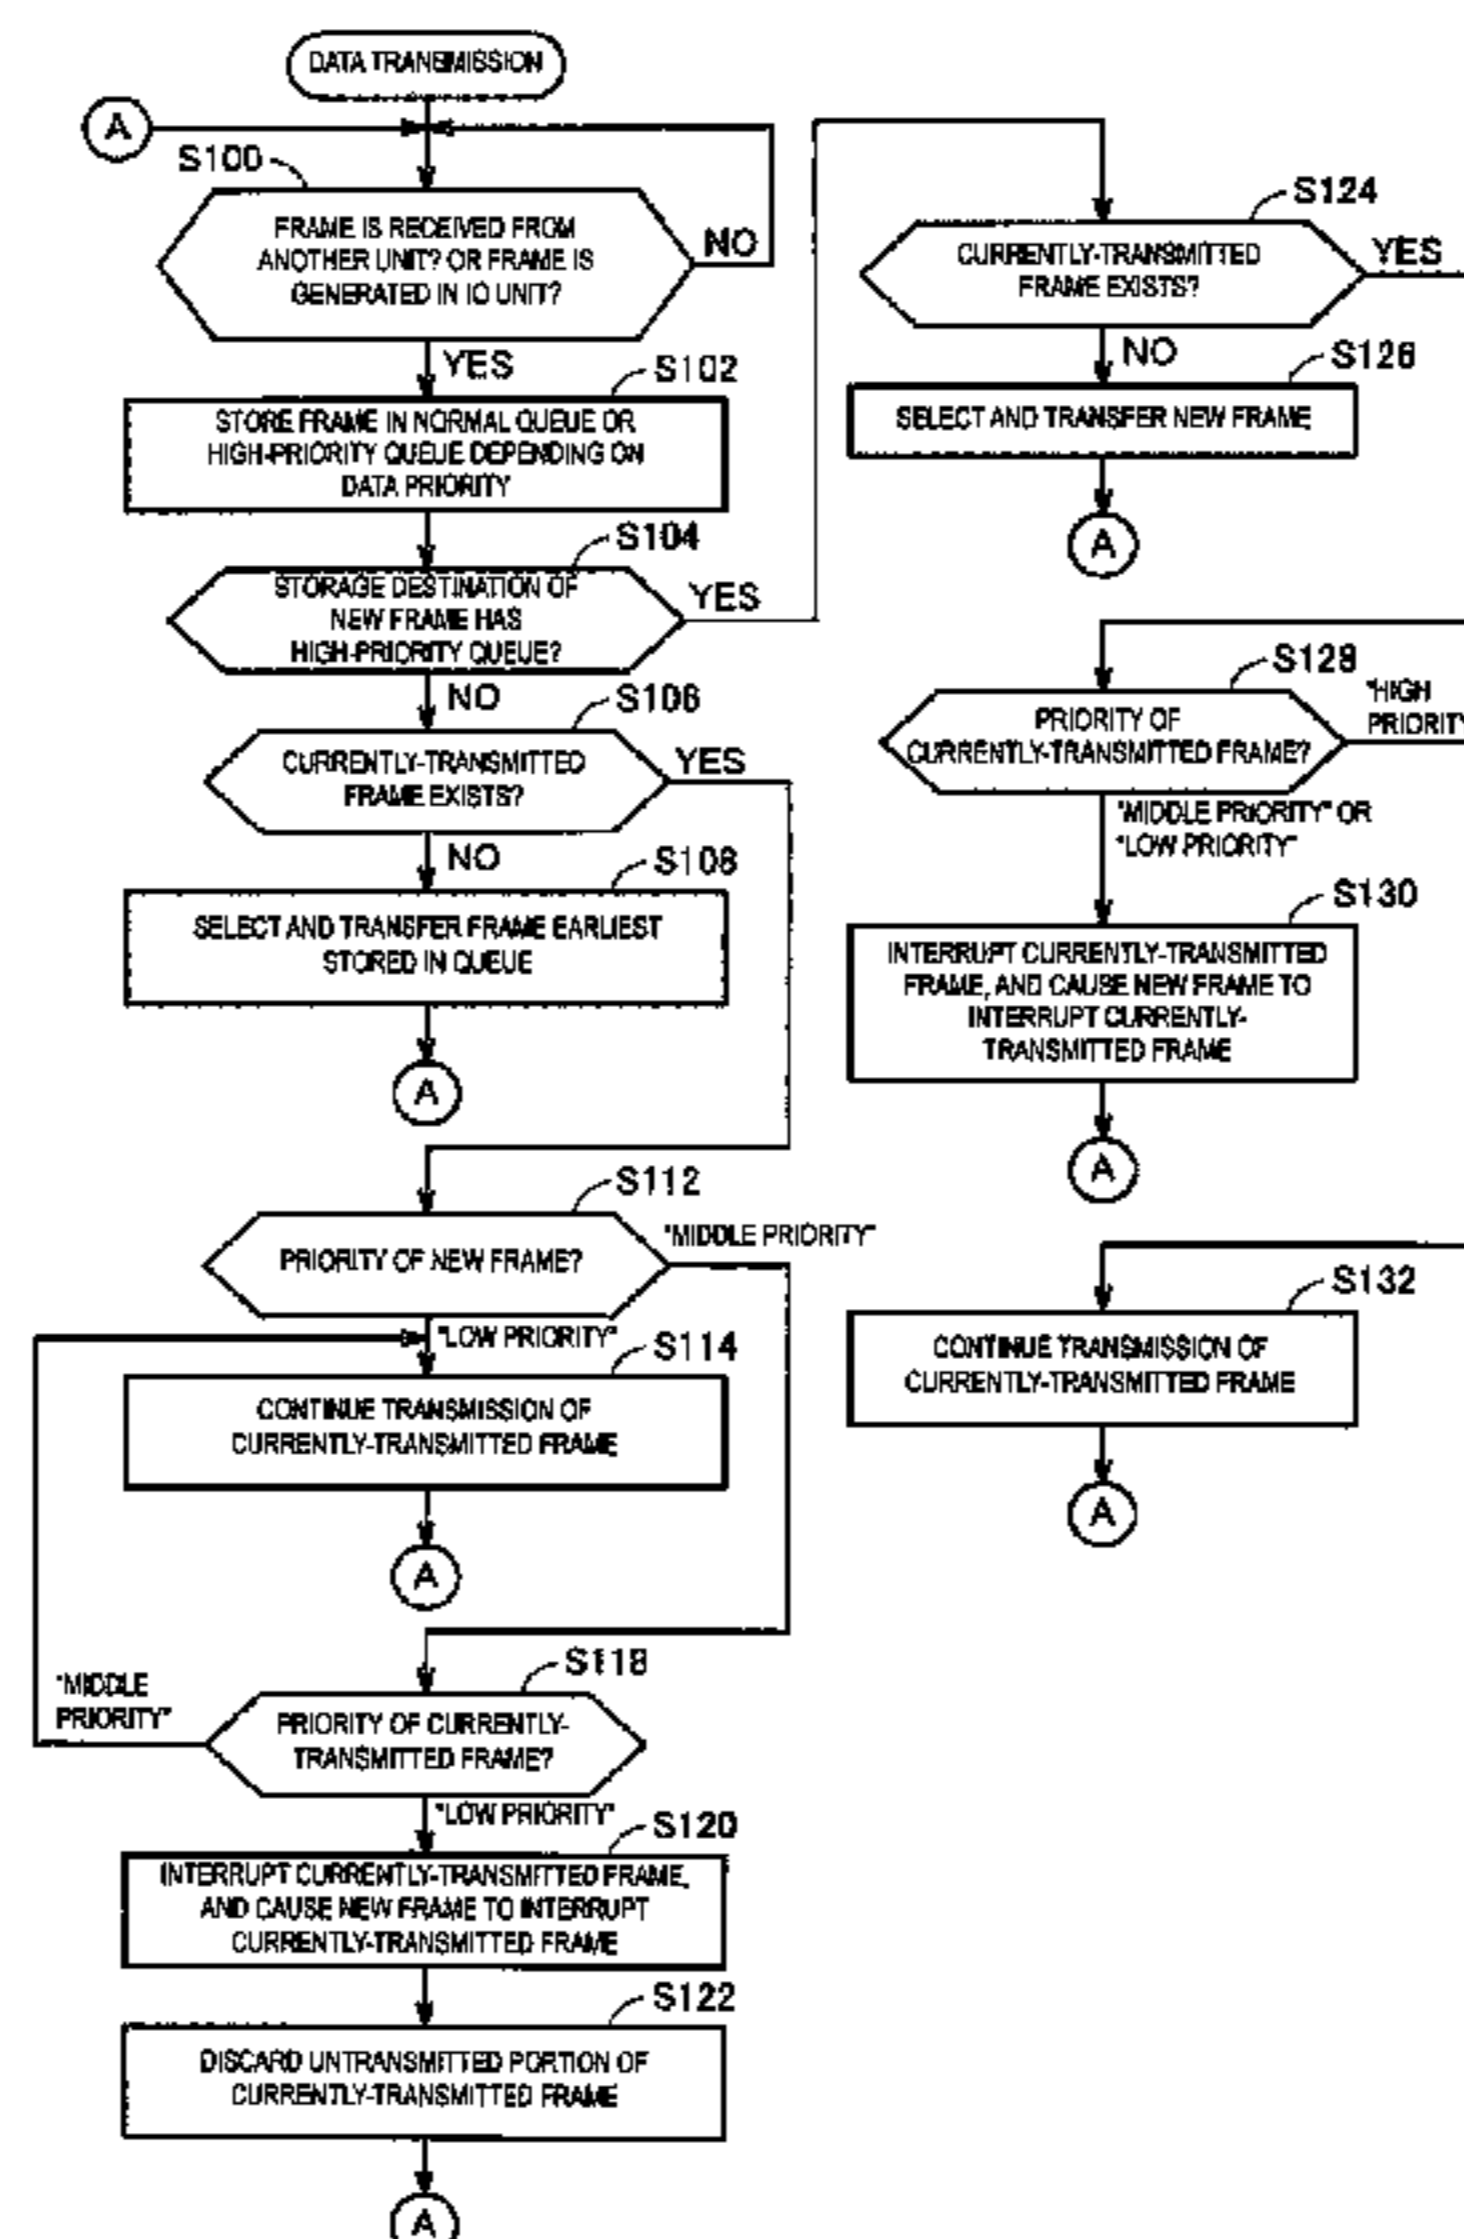 DATA TRANSMISSION
A
S100
FRAME IS RECEIVED FROM
ANOTHER UNIT? OR FRAME IS
GENERATED IN IO UNIT?
NO
YES
S102
STORE FRAME IN NORMAL QUEUE OR
HIGH-PRIORITY QUEUE DEPENDING ON
DATA PRIORITY
S104
STORAGE DESTINATION OF
NEW FRAME HAS
HIGH-PRIORITY QUEUE?
YES
NO
S106
CURRENTLY-TRANSMITTED
FRAME EXISTS?
YES
NO
S108
SELECT AND TRANSFER FRAME EARLIEST
STORED IN QUEUE
A
S112
PRIORITY OF NEW FRAME?
"MIDDLE PRIORITY"
"LOW PRIORITY"
S114
CONTINUE TRANSMISSION OF
CURRENTLY-TRANSMITTED FRAME
A
S118
"MIDDLE
PRIORITY"
PRIORITY OF CURRENTLY-
TRANSMITTED FRAME?
"LOW PRIORITY"
S120
INTERRUPT CURRENTLY-TRANSMITTED FRAME,
AND CAUSE NEW FRAME TO INTERRUPT
CURRENTLY-TRANSMITTED FRAME
S122
DISCARD UNTRANSMITTED PORTION OF
CURRENTLY-TRANSMITTED FRAME
A
S124
CURRENTLY-TRANSMITTED
FRAME EXISTS?
YES
NO
S126
SELECT AND TRANSFER NEW FRAME
A
S128
PRIORITY OF
CURRENTLY-TRANSMITTED FRAME?
"HIGH
PRIORITY
"MIDDLE PRIORITY" OR
"LOW PRIORITY"
S130
INTERRUPT CURRENTLY-TRANSMITTED
FRAME, AND CAUSE NEW FRAME TO
INTERRUPT CURRENTLY-
TRANSMITTED FRAME
A
S132
CONTINUE TRANSMISSION OF
CURRENTLY-TRANSMITTED FRAME
A